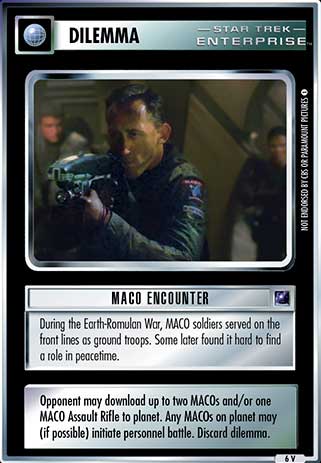 DILEMMA
STAR TREK
ENTERPRISE™
NOT ENDORSED BY CBS OR PARAMOUNT PICTURES
MACO ENCOUNTER
During the Earth-Romulan War, MACO soldiers served on the
front lines as ground troops. Some later found it hard to find
a role in peacetime.
Opponent may download up to two MACOs and/or one
MACO Assault Rifle to planet. Any MACOs on planet may
(if possible) initiate personnel battle. Discard dilemma.
6 V